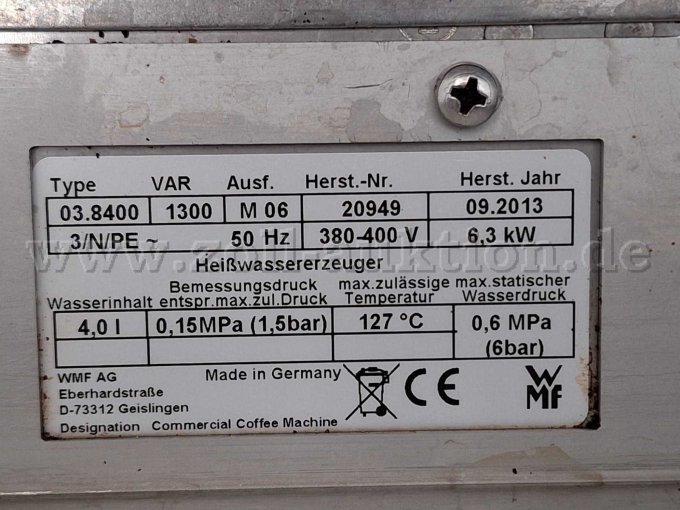 Type VAR Ausf. Herst.-Nr. Herst. Jahr
03.8400 1300 M 06 20949 09.2013
3/N/PE ~ 50 Hz 380-400 V 6,3 kW
www.zoll-auktion.de
Heißwassererzeuger
Bemessungsdruck max.zulässige max.statischer
Wasserinhalt entspr.max.zul.Druck Temperatur Wasserdruck
4,0 l 0,15MPa (1,5bar) 127 °C 0,6 MPa
(6bar)
WMF AG Made in Germany
Eberhardstraße
D-73312 Geislingen
Designation Commercial Coffee Machine
CE
WMF